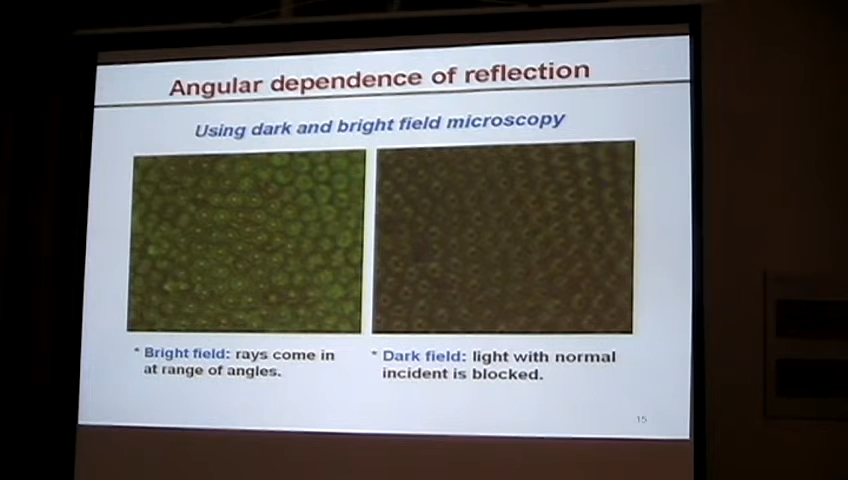 Angular dependence of reflection
Using dark and bright field microscopy
* Bright field: rays come in
at range of angles.
* Dark field: light with normal
incident is blocked.
15